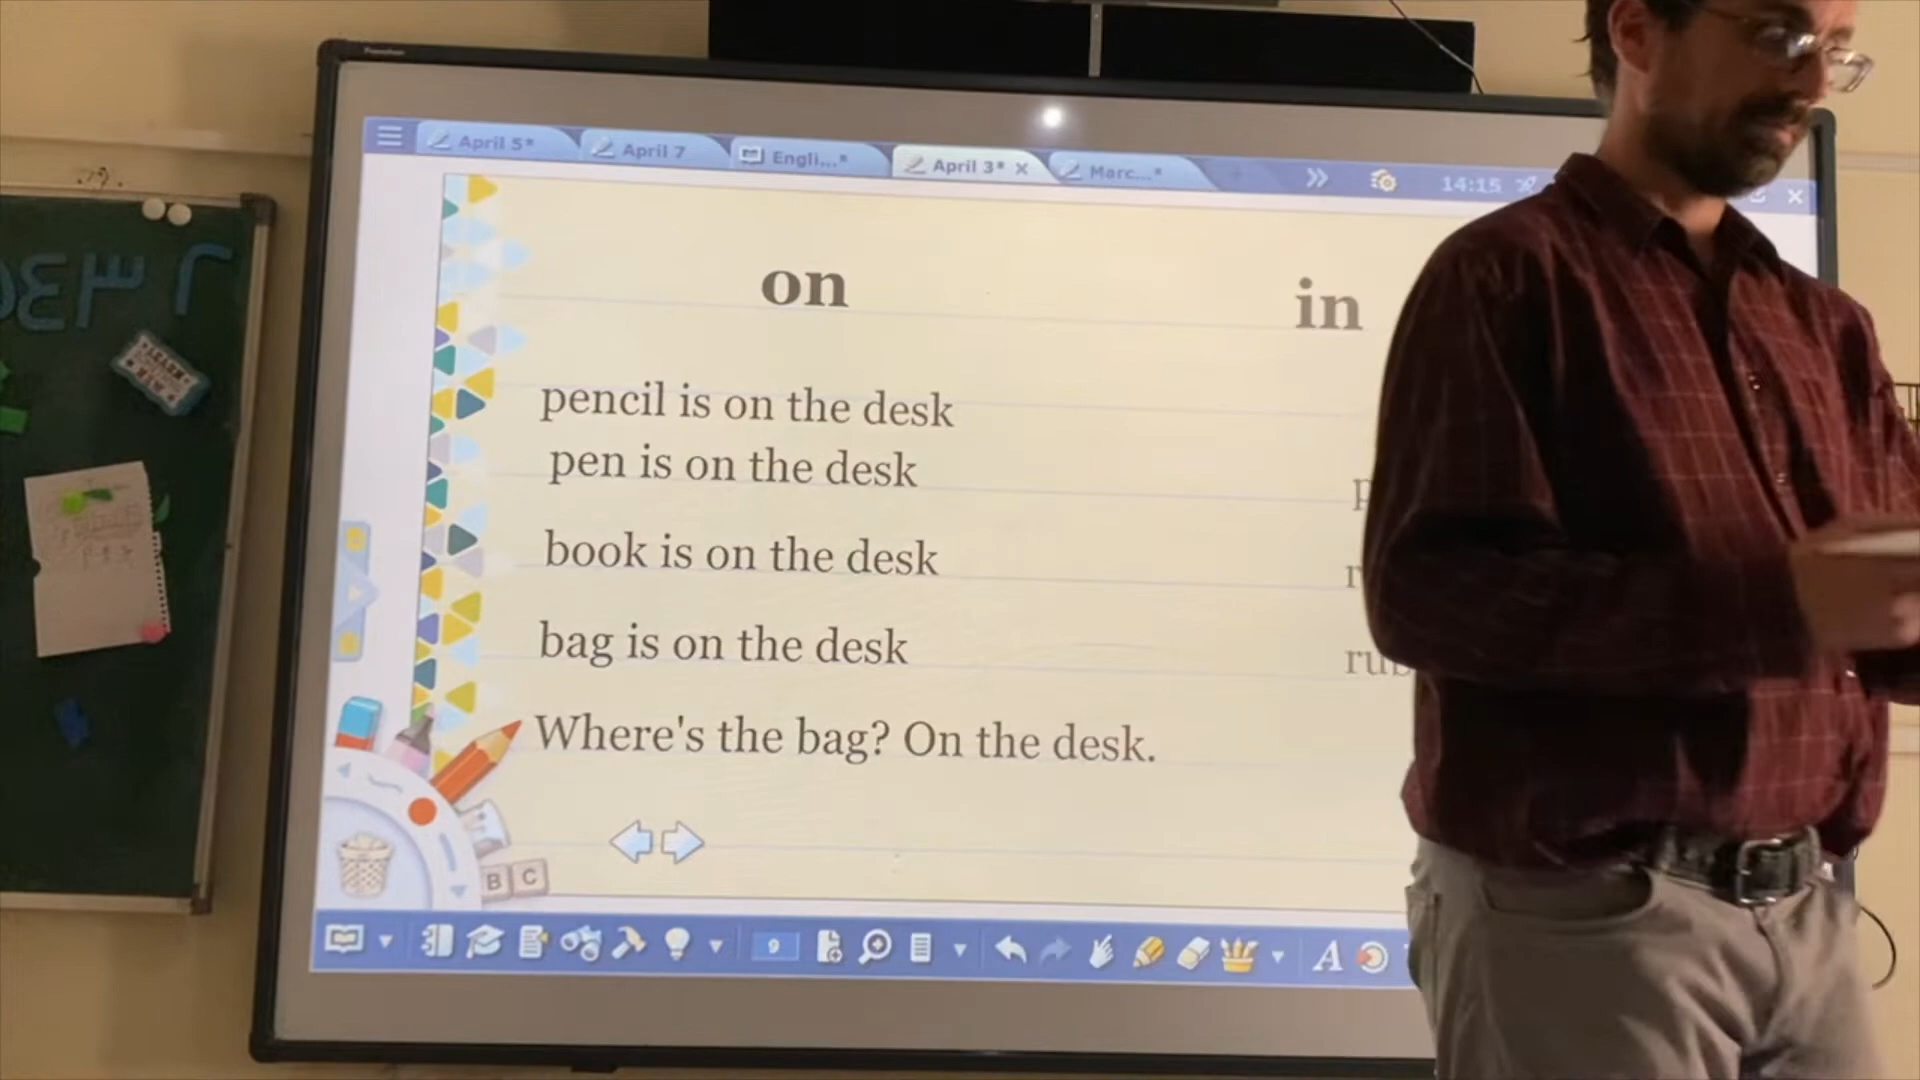 Promethean
April 5* April 7 Engli...* April 3* x Marc...* 14:15
on in
pencil is on the desk
pen is on the desk
book is on the desk
bag is on the desk
Where's the bag? On the desk.
B C
9
A